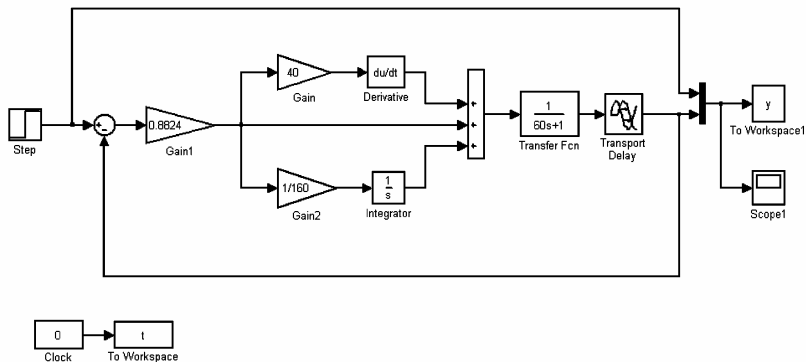 Step
+
-
0.8824
Gain1
40
Gain
du/dt
Derivative
1/160
Gain2
1
s
Integrator
+
+
+
1
60s+1
Transfer Fcn
Transport
Delay
y
To Workspace1
Scope1
0
Clock
t
To Workspace